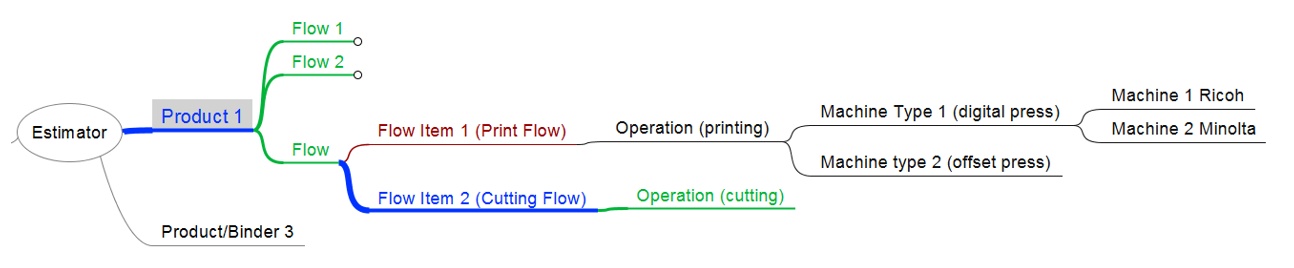 Flow 1
Flow 2
Estimator
Product 1
Flow
Flow Item 1 (Print Flow)
Operation (printing)
Machine Type 1 (digital press)
Machine 1 Ricoh
Machine 2 Minolta
Machine type 2 (offset press)
Flow Item 2 (Cutting Flow)
Operation (cutting)
Product/Binder 3